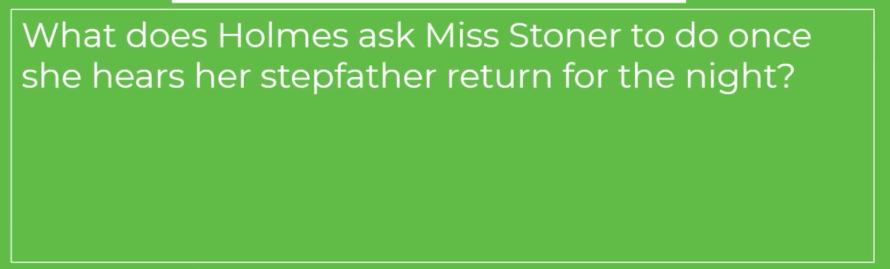 What does Holmes ask Miss Stoner to do once
she hears her stepfather return for the night?